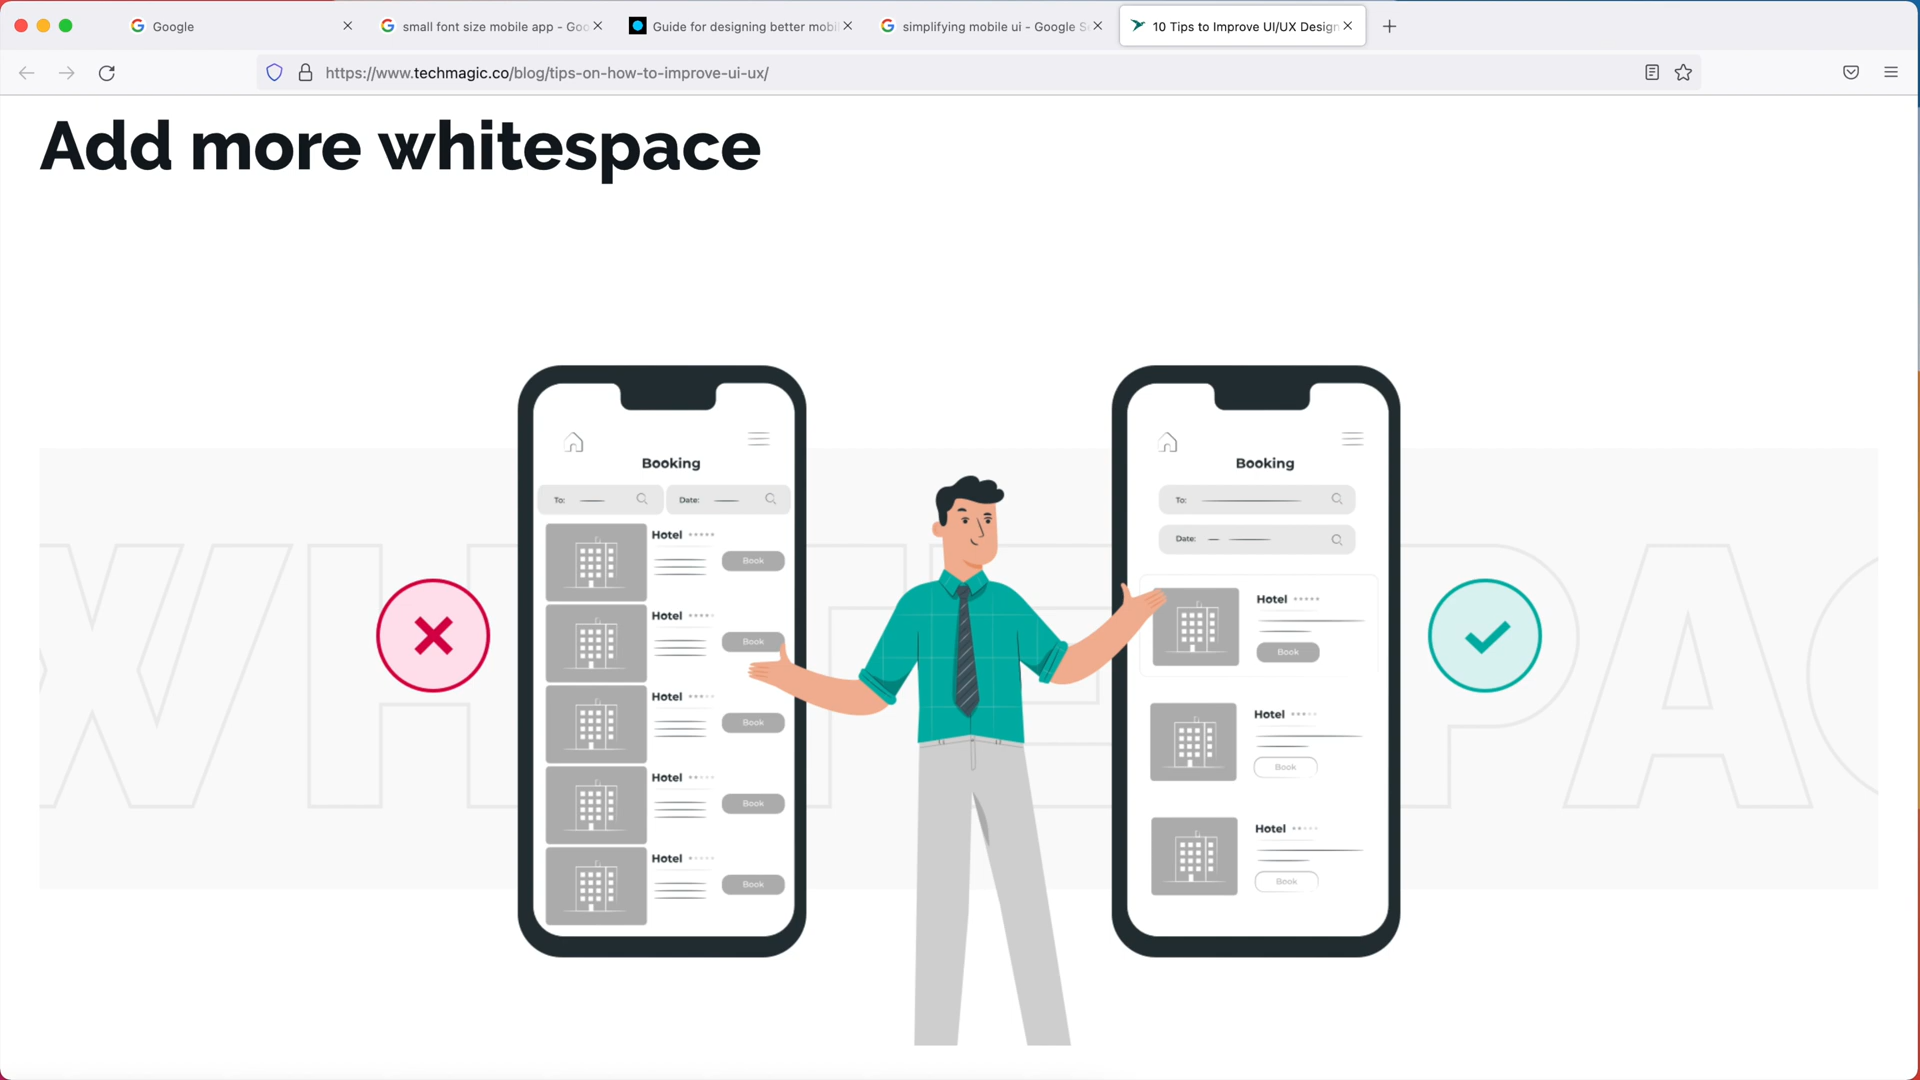 Google
small font size mobile app - Goo
Guide for designing better mobil
simplifying mobile ui - Google Se
10 Tips to Improve UI/UX Design
https://www.techmagic.co/blog/tips-on-how-to-improve-ui-ux/
Add more whitespace
WHITESPAC
Booking
To:
Date:
Hotel
Book
Hotel
Book
Hotel
Book
Hotel
Book
Hotel
Book
Booking
To:
Date:
Hotel
Book
Hotel
Book
Hotel
Book